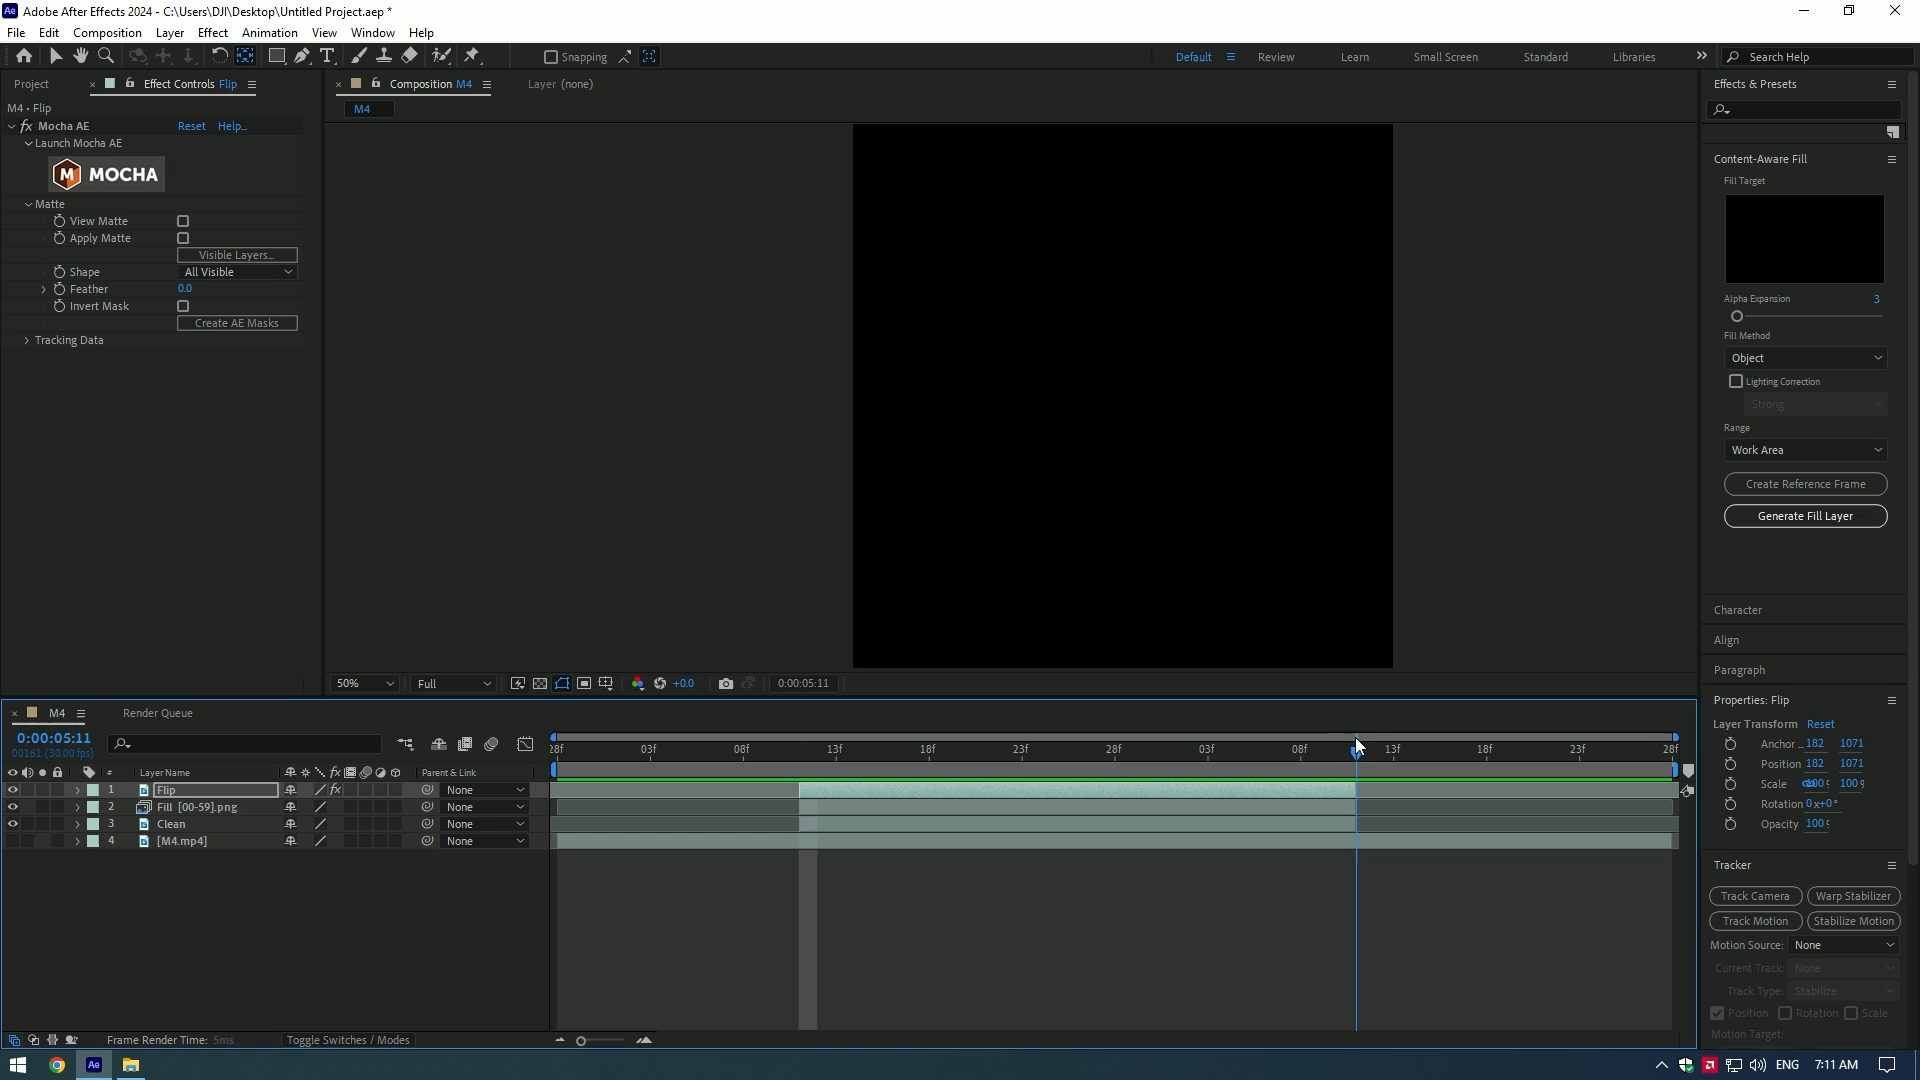 Adobe After Effects 2024 - C:\Users\DJI\Desktop\Untitled Project.aep *
File Edit Composition Layer Effect Animation View Window Help
Snapping
Default Review Learn Small Screen Standard Libraries Search Help
Project Effect Controls Flip
Composition M4 Layer (none)
Effects & Presets
M4 • Flip
M4
fx Mocha AE Reset Help...
Launch Mocha AE
M MOCHA
Matte
View Matte
Apply Matte
Visible Layers...
Shape All Visible
Feather 0.0
Invert Mask
Create AE Masks
Tracking Data
Content-Aware Fill
Fill Target
Alpha Expansion 3
Fill Method
Object
Lighting Correction
Strong
Range
Work Area
Create Reference Frame
Generate Fill Layer
Character
Align
Paragraph
50% Full +0.0 0:00:05:11
M4 Render Queue
0:00:05:11
00161 (30.00 fps)
:28f 03f 08f 13f 18f 23f 28f 03f 08f 13f 18f 23f 28f
# Layer Name Parent & Link
1 Flip None
2 Fill [00-59].png None
3 Clean None
4 [M4.mp4] None
Frame Render Time: 5ms Toggle Switches / Modes
Properties: Flip
Layer Transform Reset
Anchor ... 182 1071
Position 182 1071
Scale 100 100
Rotation 0x+0°
Opacity 100
Tracker
Track Camera Warp Stabilizer
Track Motion Stabilize Motion
Motion Source: None
Current Track: None
Track Type: Stabilize
Position Rotation Scale
Motion Target:
Ae
ENG 7:11 AM